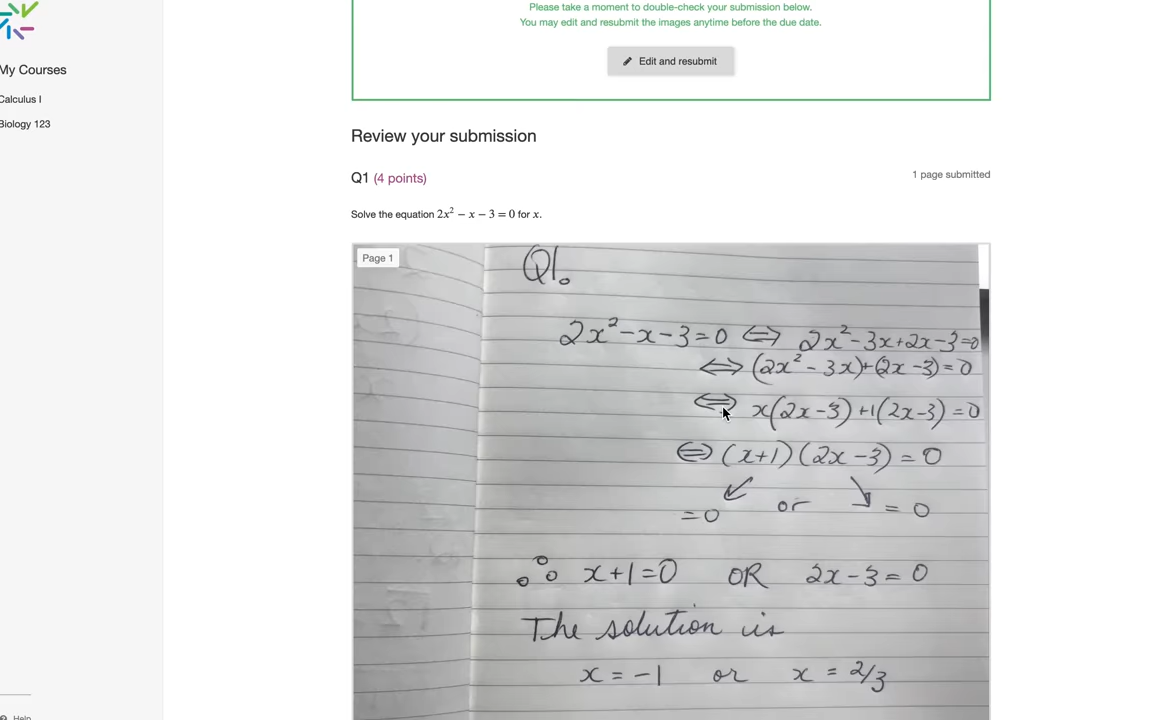 Please take a moment to double-check your submission below.
You may edit and resubmit the images anytime before the due date.
Edit and resubmit
My Courses
Calculus I
Biology 123
Review your submission
Q1 (4 points)
1 page submitted
Solve the equation 2x² − x − 3 = 0 for x.
Page 1
Q1.
2x²-x-3=0 ⟺ 2x²-3x+2x-3=0
⟺ (2x²-3x)+(2x-3)=0
⟺ x(2x-3)+1(2x-3)=0
⟺ (x+1)(2x-3)=0
↙ ↘
=0 or =0
∴ x+1=0 OR 2x-3=0
The solution is
x = -1 or x = 2/3
Help